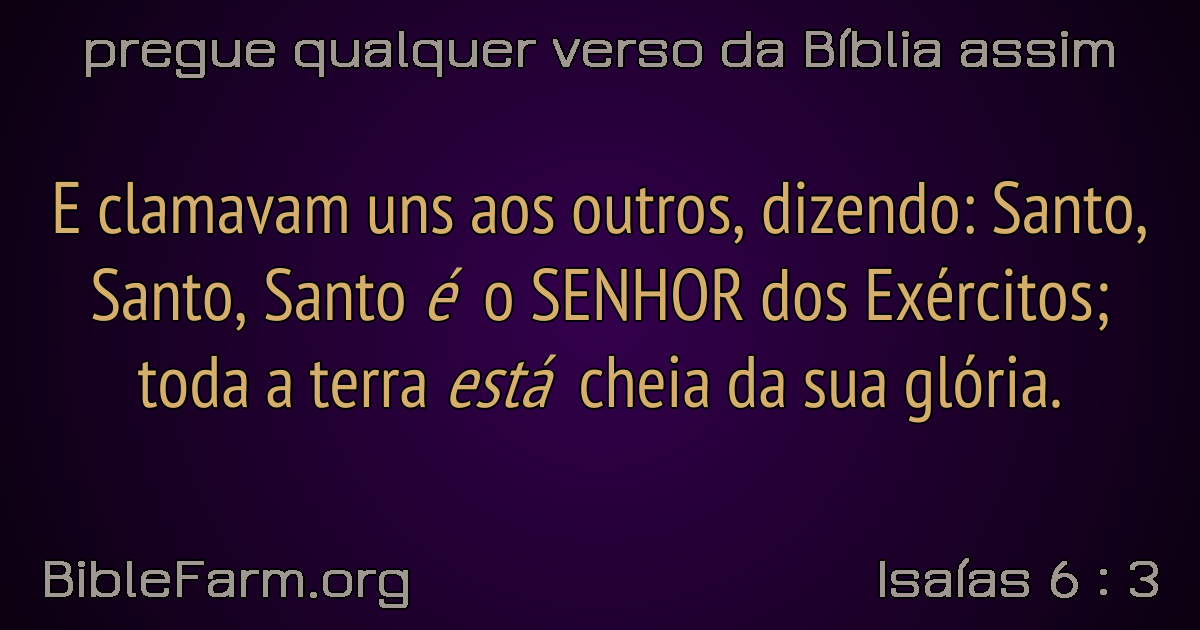 pregue qualquer verso da Bíblia assim
E clamavam uns aos outros, dizendo: Santo,
Santo, Santo é o SENHOR dos Exércitos;
toda a terra está cheia da sua glória.
BibleFarm.org
Isaías 6 : 3